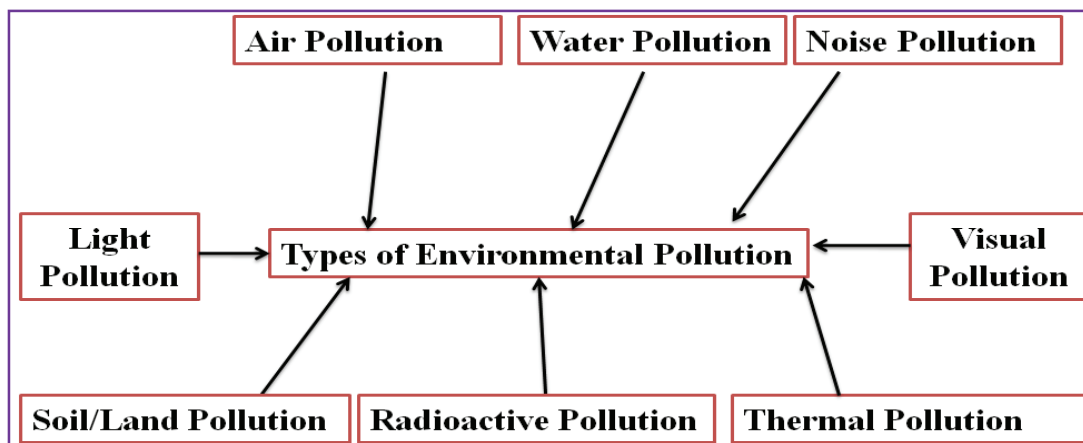 Air Pollution
Water Pollution
Noise Pollution
Light
Pollution
Types of Environmental Pollution
Visual
Pollution
Soil/Land Pollution
Radioactive Pollution
Thermal Pollution